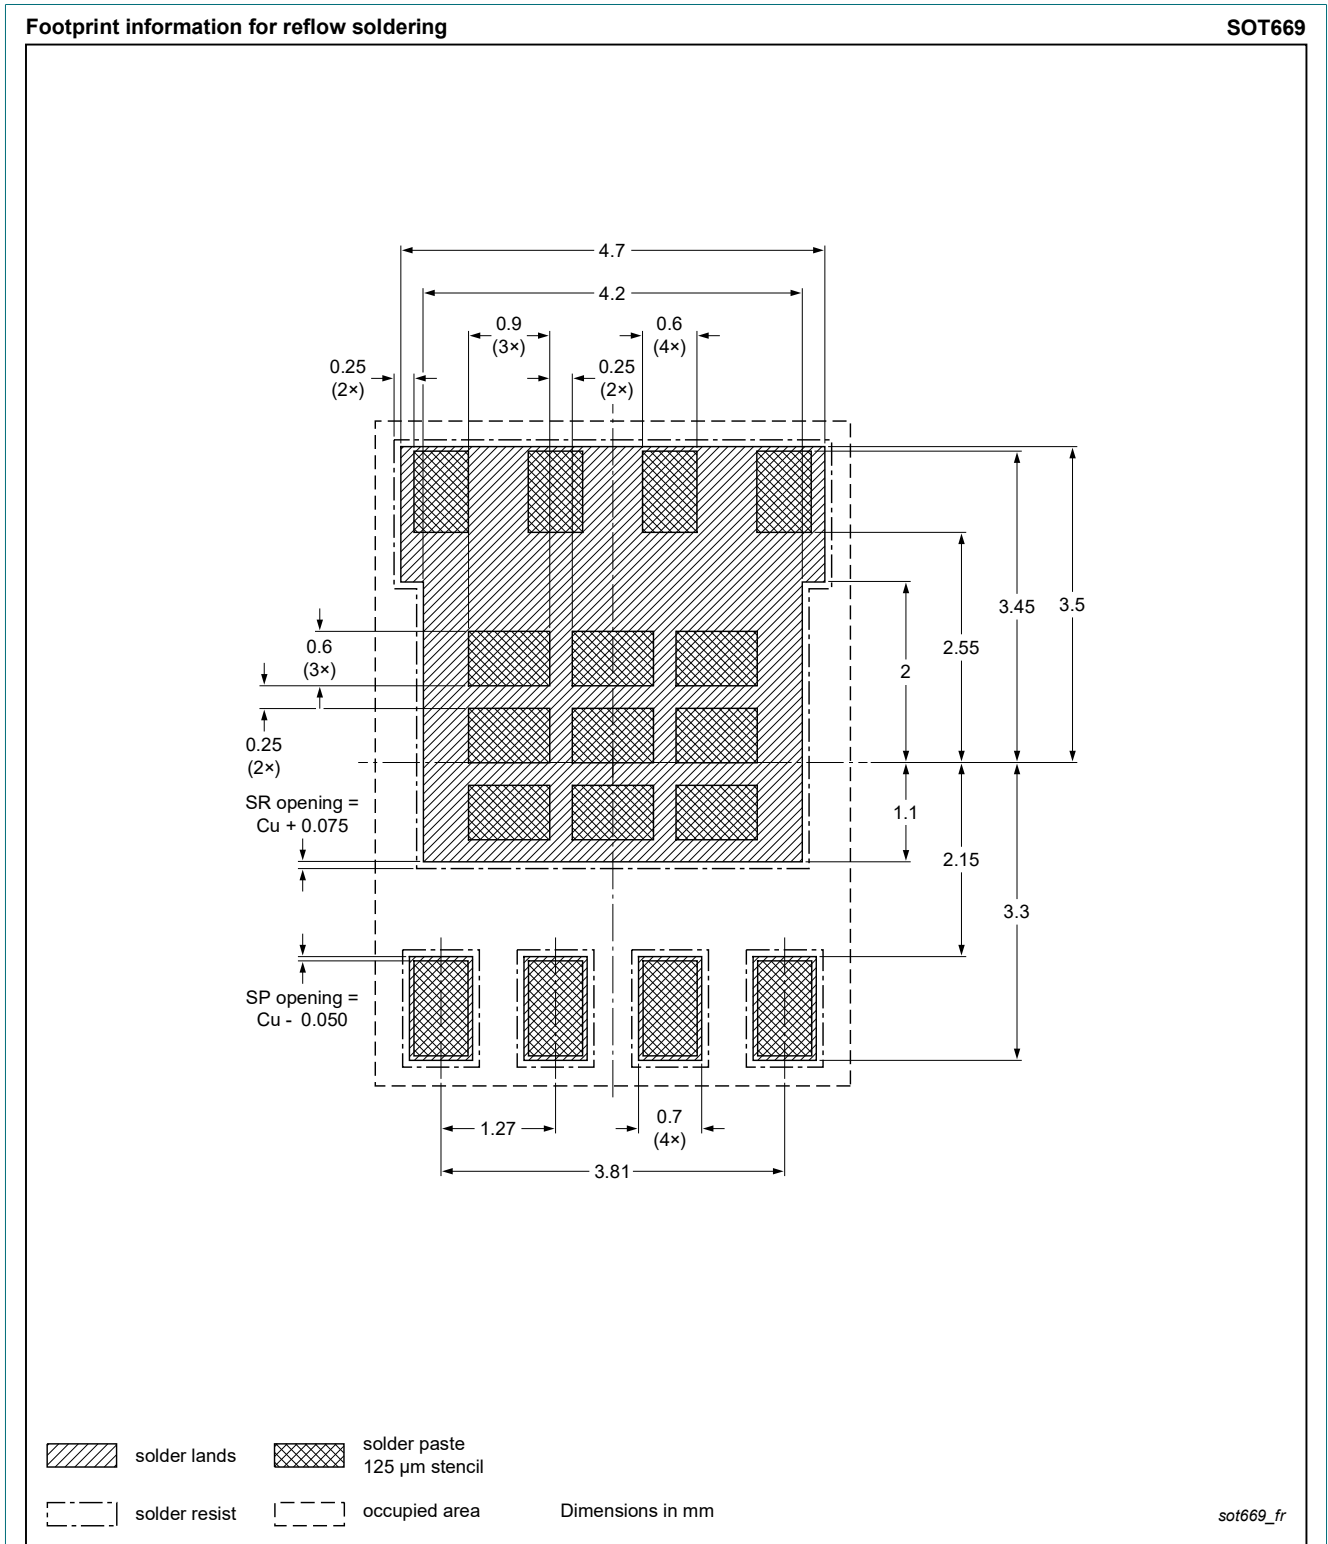 Footprint information for reflow soldering SOT669
4.7
4.2
0.9
(3×)
0.6
(4×)
0.25
(2×)
0.25
(2×)
0.6
(3×)
0.25
(2×)
SR opening =
Cu + 0.075
SP opening =
Cu - 0.050
3.45
3.5
2.55
2
1.1
2.15
3.3
1.27
0.7
(4×)
3.81
solder lands
solder paste
125 µm stencil
solder resist
occupied area
Dimensions in mm
sot669_fr